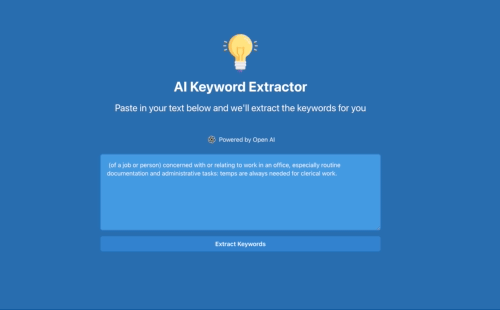 AI Keyword Extractor
Paste in your text below and we'll extract the keywords for you
Powered by Open AI
(of a job or person) concerned with or relating to work in an office, especially routine
documentation and administrative tasks: temps are always needed for clerical work.
Extract Keywords